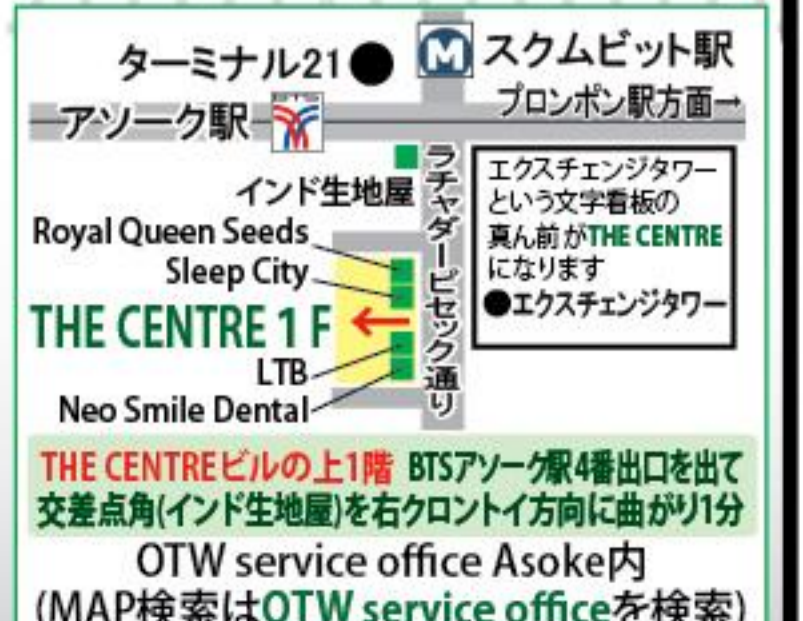 ターミナル21●
M
スクムビット駅
プロンポン駅方面→
アソーク駅
BTS
インド生地屋
ラチャダーピセック通り
エクスチェンジタワー
という文字看板の
真ん前がTHE CENTRE
になります
●エクスチェンジタワー
Royal Queen Seeds
Sleep City
THE CENTRE 1 F ←
LTB
Neo Smile Dental
THE CENTREビルの上1階 BTSアソーク駅4番出口を出て
交差点角(インド生地屋)を右クロントイ方向に曲がり1分
OTW service office Asoke内
(MAP検索はOTW service officeを検索)